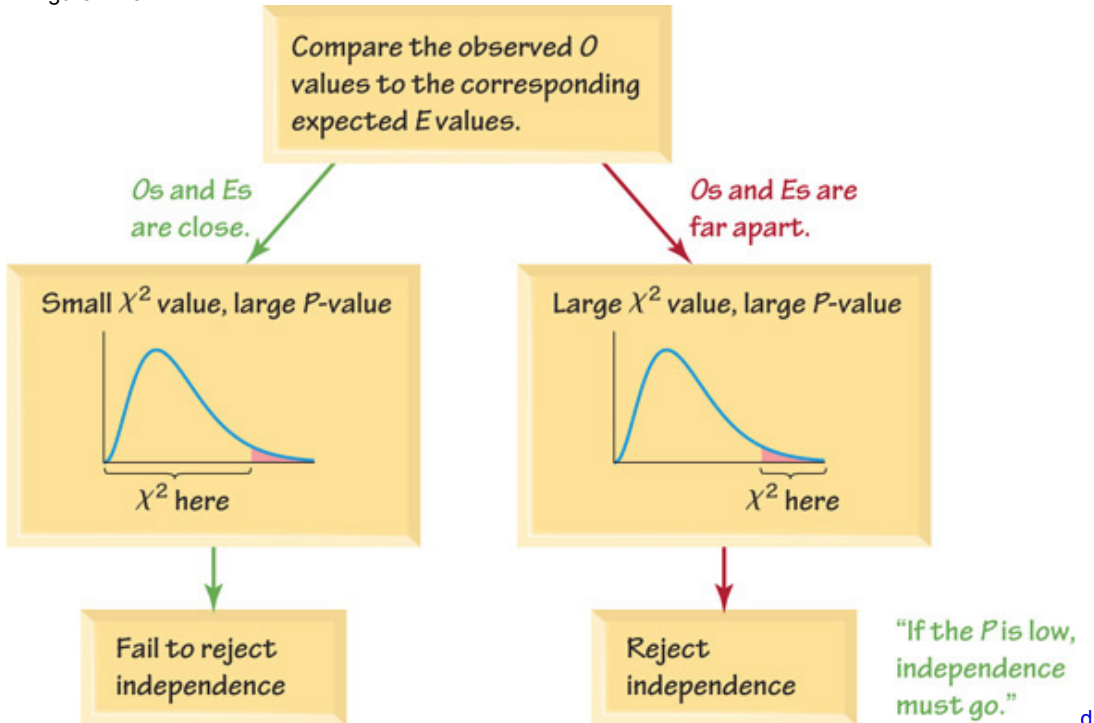 Compare the observed O
values to the corresponding
expected E values.
Os and Es
are close.
Os and Es are
far apart.
Small χ² value, large P-value
χ² here
Large χ² value, large P-value
χ² here
Fail to reject
independence
Reject
independence
“If the P is low,
independence
must go.”
d